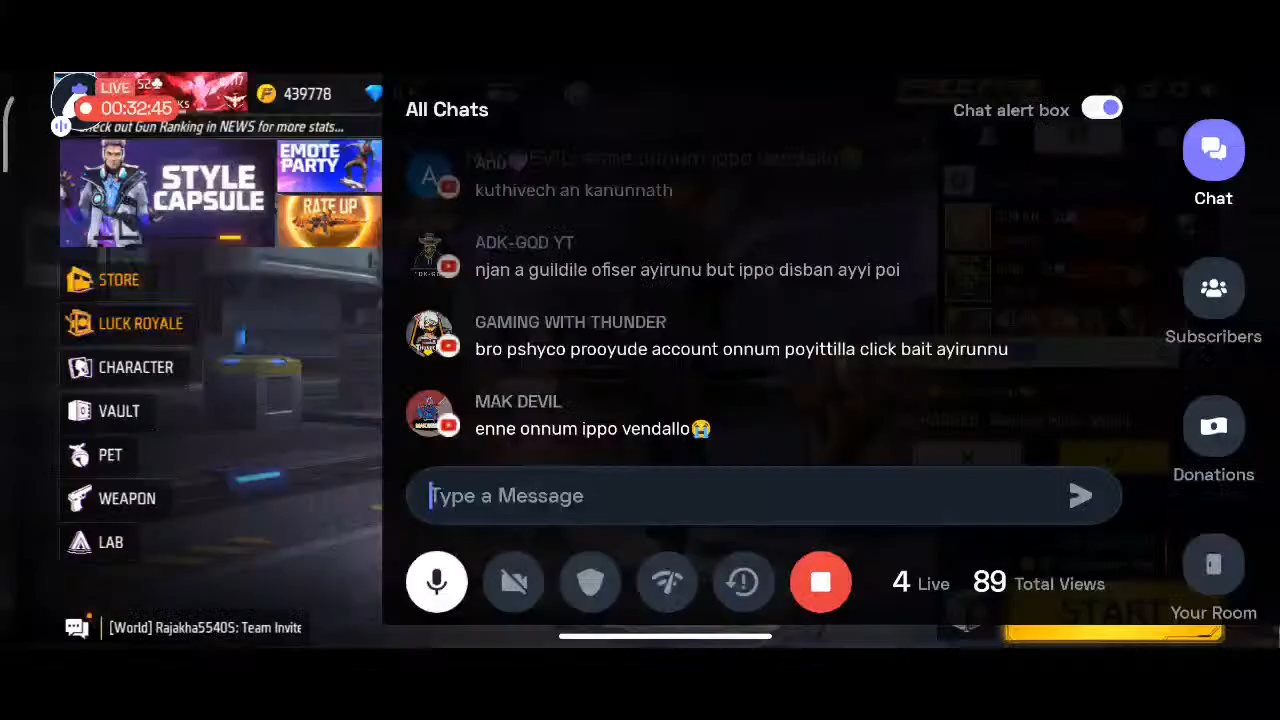 LIVE
00:32:45
439778
check out Gun Ranking in NEWS for more stats...
STYLE
CAPSULE
EMOTE
PARTY
RATE UP
STORE
LUCK ROYALE
CHARACTER
VAULT
PET
WEAPON
LAB
[World] Rajakha5540S: Team Invite
All Chats
Chat alert box
Anu
kuthivech an kanunnath
ADK-GOD YT
njan a guildile ofiser ayirunu but ippo disban ayyi poi
GAMING WITH THUNDER
bro pshyco prooyude account onnum poyittilla click bait ayirunnu
MAK DEVIL
enne onnum ippo vendallo😭
Type a Message
4 Live 89 Total Views
Chat
Subscribers
Donations
Your Room
START